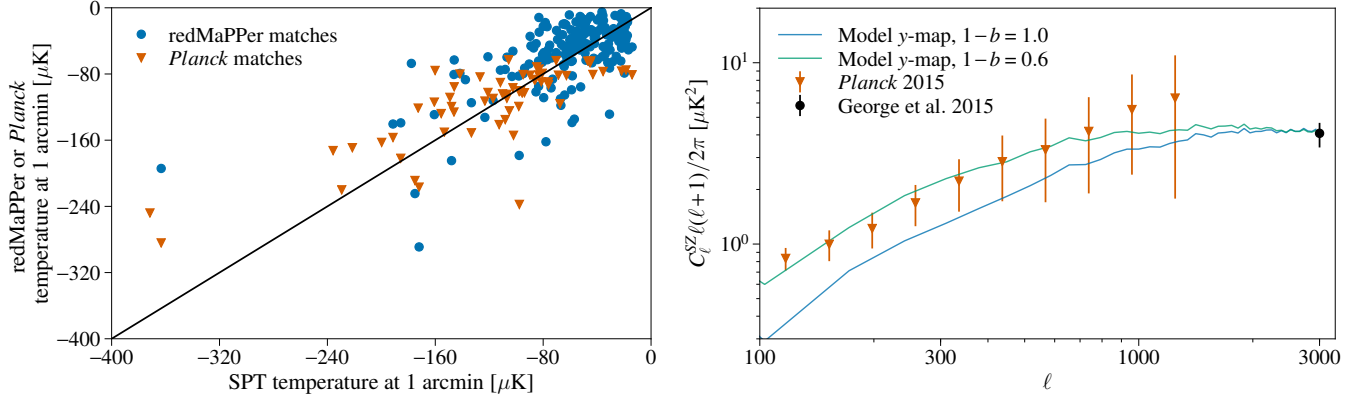 redMaPPer or Planck
temperature at 1 arcmin [μK]
0
−80
−160
−240
−320
−400
redMaPPer matches
Planck matches
−400
−320
−240
−160
−80
0
SPT temperature at 1 arcmin [μK]
C_ℓ^SZ ℓ(ℓ+1)/2π [μK²]
10¹
10⁰
Model y-map, 1−b=1.0
Model y-map, 1−b=0.6
Planck 2015
George et al. 2015
100
300
1000
3000
ℓ